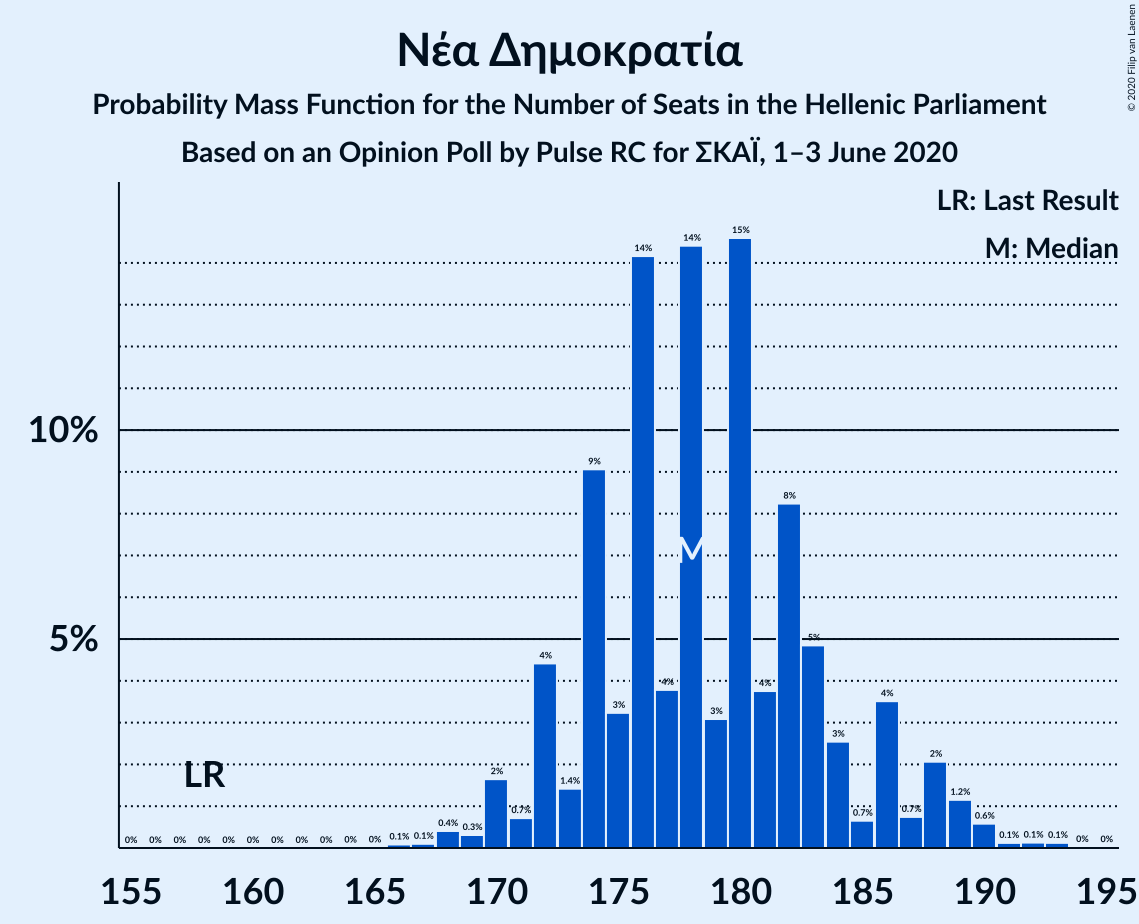 Νέα Δημοκρατία
Probability Mass Function for the Number of Seats in the Hellenic Parliament
Based on an Opinion Poll by Pulse RC for ΣΚΑΪ, 1–3 June 2020
© 2020 Filip van Laenen
LR: Last Result
M: Median
10%
5%
0% 0% 0% 0% 0% 0% 0% 0% 0% 0% 0% 0.1% 0.1% 0.4% 0.3% 2% 0.7% 4% 1.4% 9% 3% 14% 4% 14% 3% 15% 4% 8% 5% 3% 0.7% 4% 0.7% 2% 1.2% 0.6% 0.1% 0.1% 0.1% 0% 0%
M
LR
155 160 165 170 175 180 185 190 195